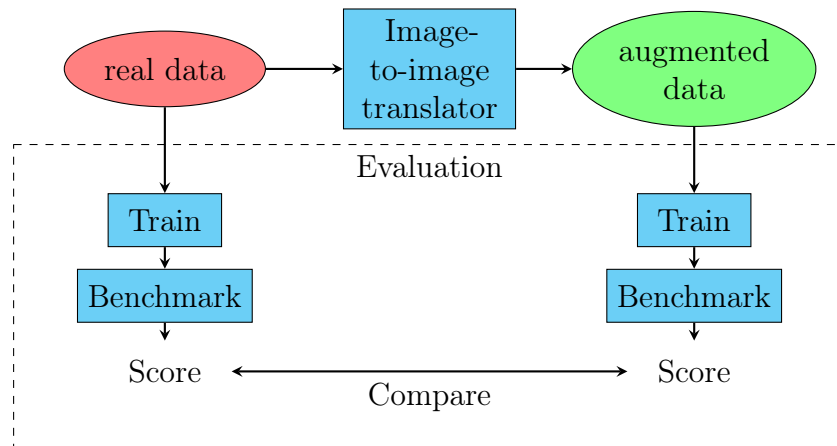 real data
Image-
to-image
translator
augmented
data
Evaluation
Train
Train
Benchmark
Benchmark
Score
Score
Compare